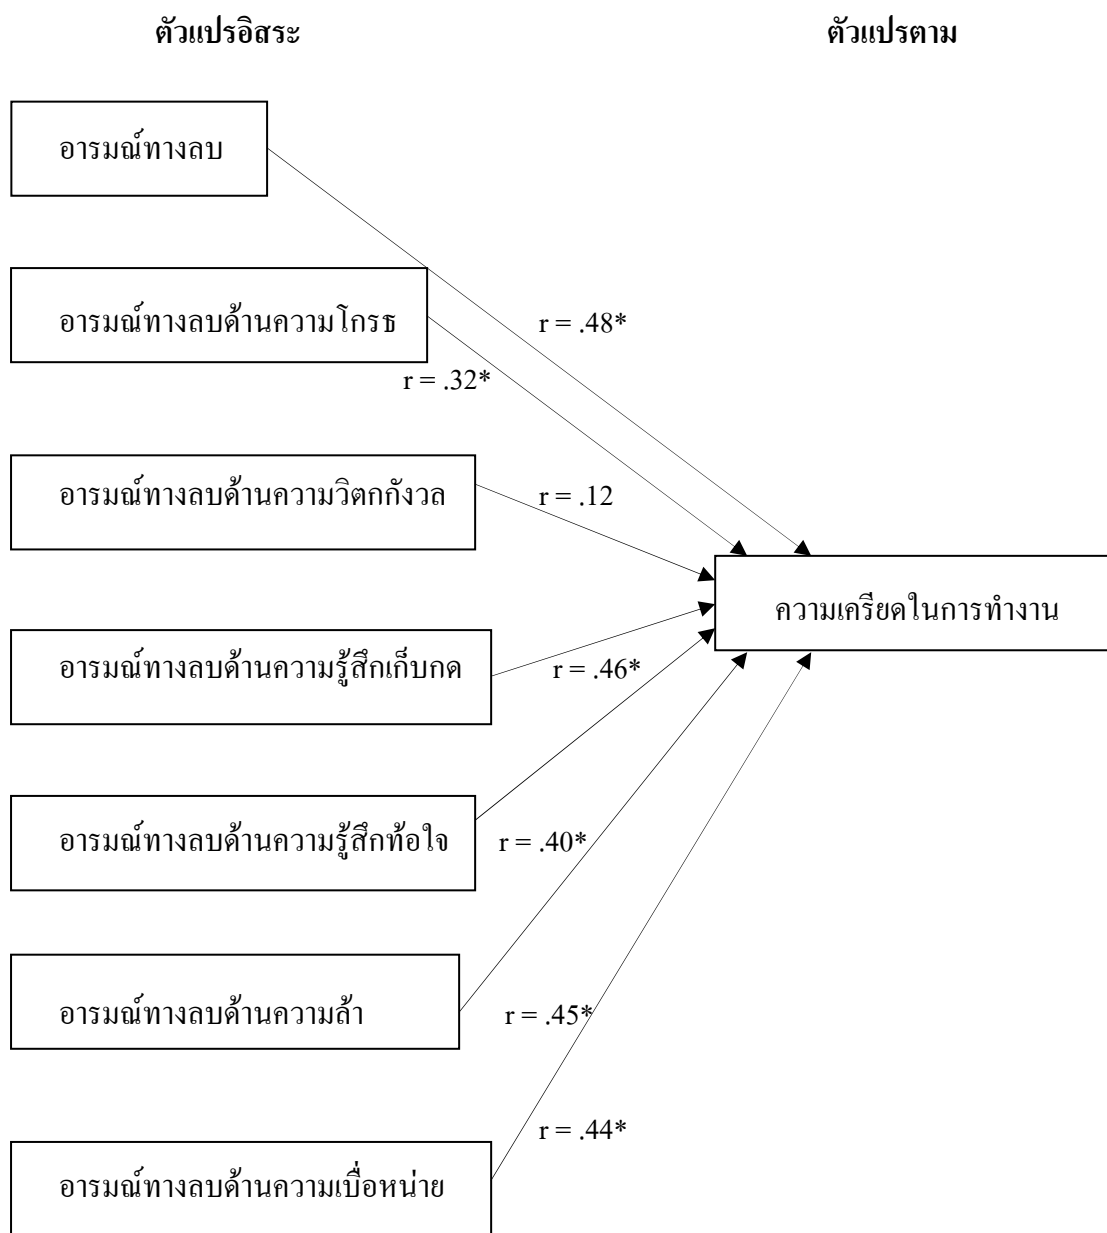 ตัวแปรอิสระ ตัวแปรตาม
อารมณ์ทางลบ
อารมณ์ทางลบด้านความโกรธ
r = .48*
r = .32*
อารมณ์ทางลบด้านความวิตกกังวล
r = .12
ความเครียดในการทำงาน
อารมณ์ทางลบด้านความรู้สึกเก็บกด
r = .46*
อารมณ์ทางลบด้านความรู้สึกท้อใจ
r = .40*
อารมณ์ทางลบด้านความล้า
r = .45*
r = .44*
อารมณ์ทางลบด้านความเบื่อหน่าย